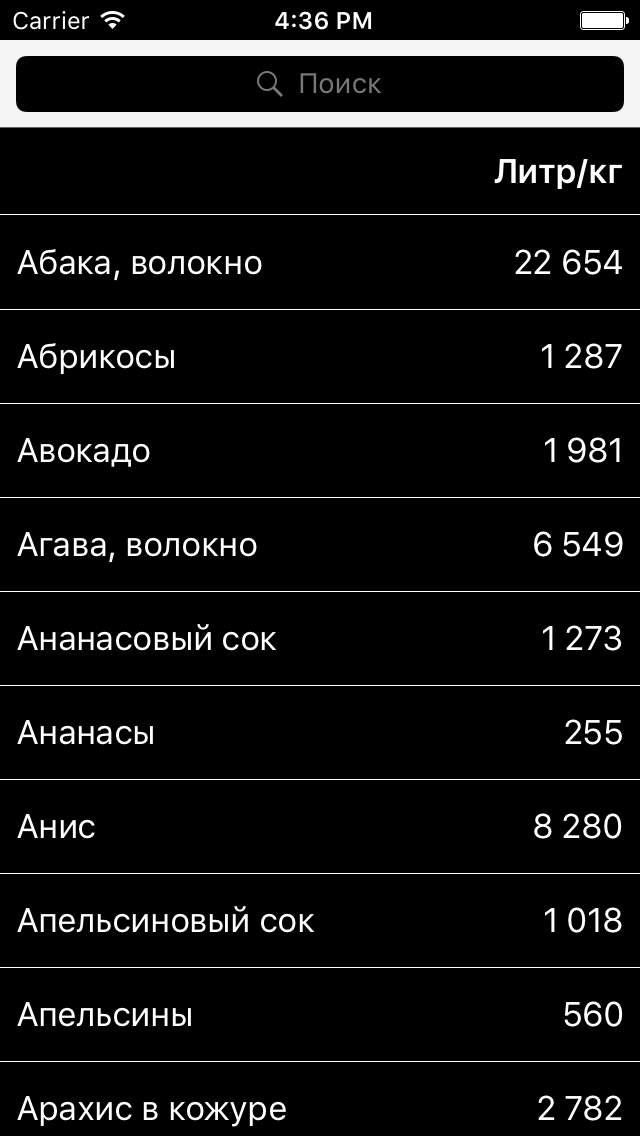 Carrier 4:36 PM
Поиск
Литр/кг
Абака, волокно 22 654
Абрикосы 1 287
Авокадо 1 981
Агава, волокно 6 549
Ананасовый сок 1 273
Ананасы 255
Анис 8 280
Апельсиновый сок 1 018
Апельсины 560
Арахис в кожуре 2 782